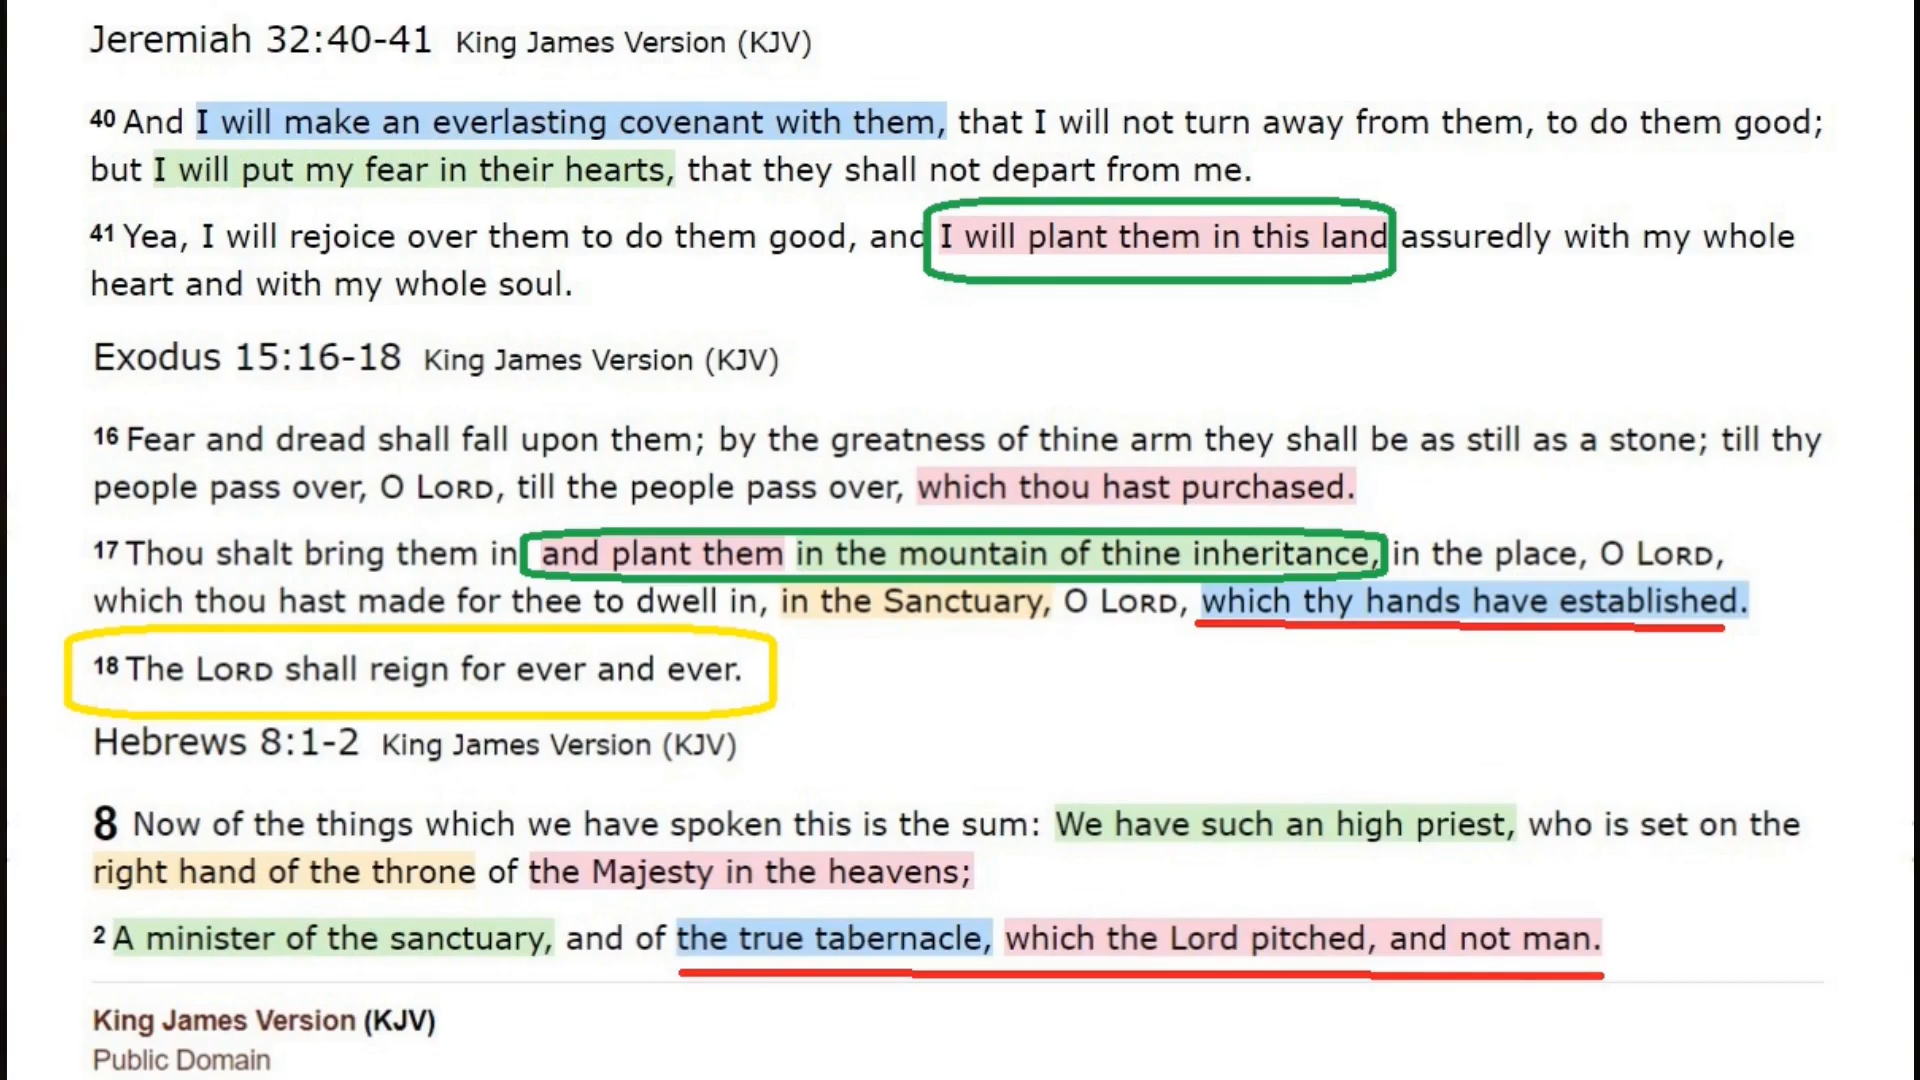 Jeremiah 32:40-41 King James Version (KJV)
40 And I will make an everlasting covenant with them, that I will not turn away from them, to do them good;
but I will put my fear in their hearts, that they shall not depart from me.
41 Yea, I will rejoice over them to do them good, and I will plant them in this land assuredly with my whole
heart and with my whole soul.
Exodus 15:16-18 King James Version (KJV)
16 Fear and dread shall fall upon them; by the greatness of thine arm they shall be as still as a stone; till thy
people pass over, O LORD, till the people pass over, which thou hast purchased.
17 Thou shalt bring them in and plant them in the mountain of thine inheritance, in the place, O LORD,
which thou hast made for thee to dwell in, in the Sanctuary, O LORD, which thy hands have established.
18 The LORD shall reign for ever and ever.
Hebrews 8:1-2 King James Version (KJV)
8 Now of the things which we have spoken this is the sum: We have such an high priest, who is set on the
right hand of the throne of the Majesty in the heavens;
2 A minister of the sanctuary, and of the true tabernacle, which the Lord pitched, and not man.
King James Version (KJV)
Public Domain